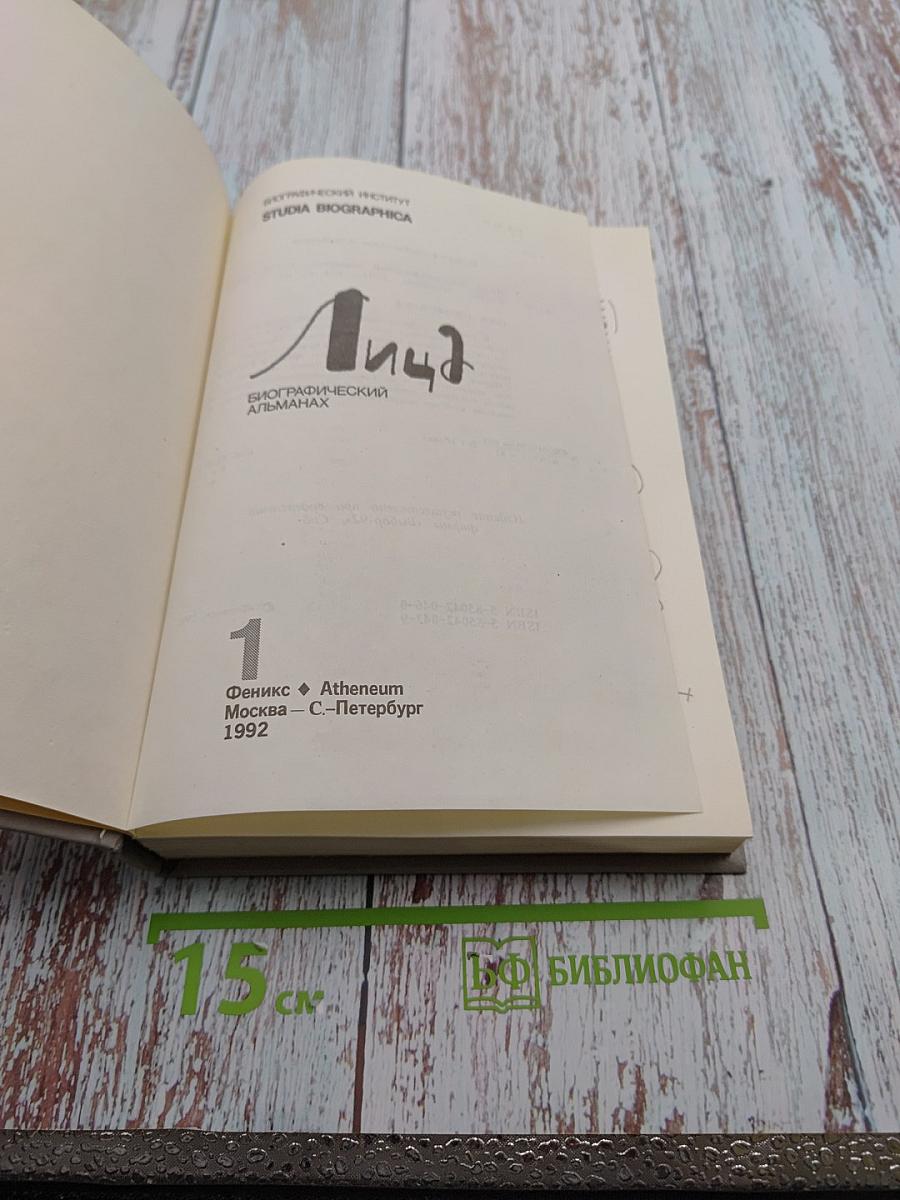 БИОГРАФИЧЕСКИЙ ИНСТИТУТ
STUDIA BIOGRAPHICA
Лица
БИОГРАФИЧЕСКИЙ
АЛЬМАНАХ
1
Феникс ♦ Atheneum
Москва — С.–Петербург
1992
15 см
БФ БИБЛИОФАН